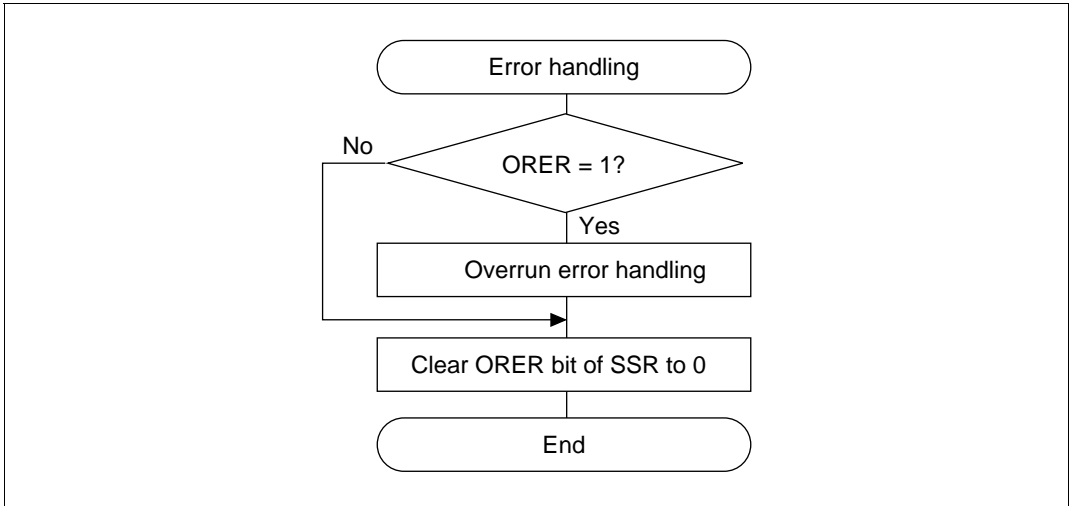 Error handling
No
ORER = 1?
Yes
Overrun error handling
Clear ORER bit of SSR to 0
End